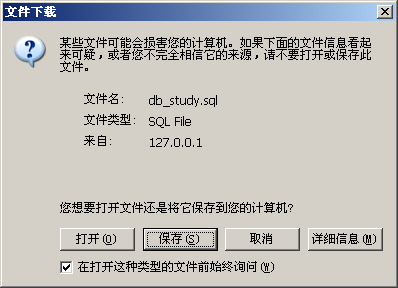 文件下载
某些文件可能会损害您的计算机。如果下面的文件信息看起
来可疑，或者您不完全相信它的来源，请不要打开或保存此
文件。
文件名: db_study.sql
文件类型: SQL File
来自: 127.0.0.1
您想要打开文件还是将它保存到您的计算机?
打开(O) 保存(S) 取消 详细信息(M)
在打开这种类型的文件前始终询问(W)